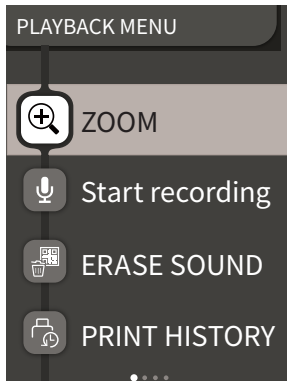 PLAYBACK MENU
ZOOM
Start recording
ERASE SOUND
PRINT HISTORY